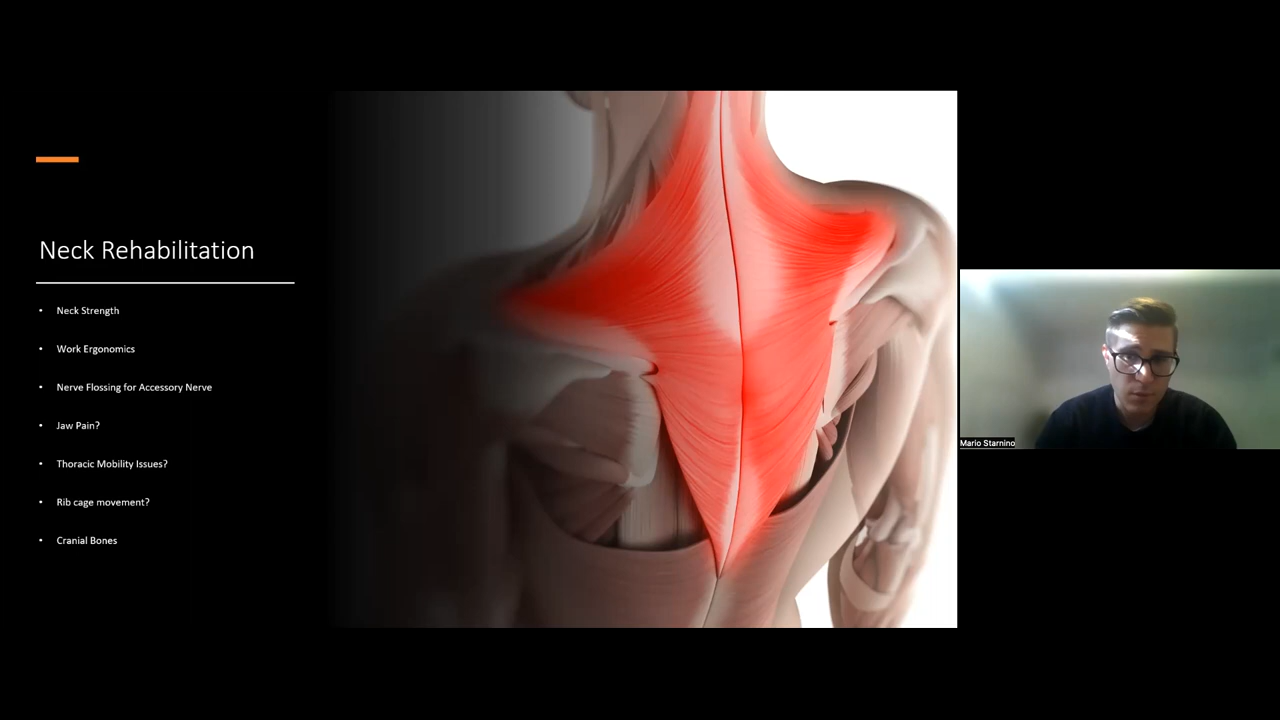 Neck Rehabilitation
• Neck Strength
• Work Ergonomics
• Nerve Flossing for Accessory Nerve
• Jaw Pain?
• Thoracic Mobility Issues?
• Rib cage movement?
• Cranial Bones
Mario Starnino